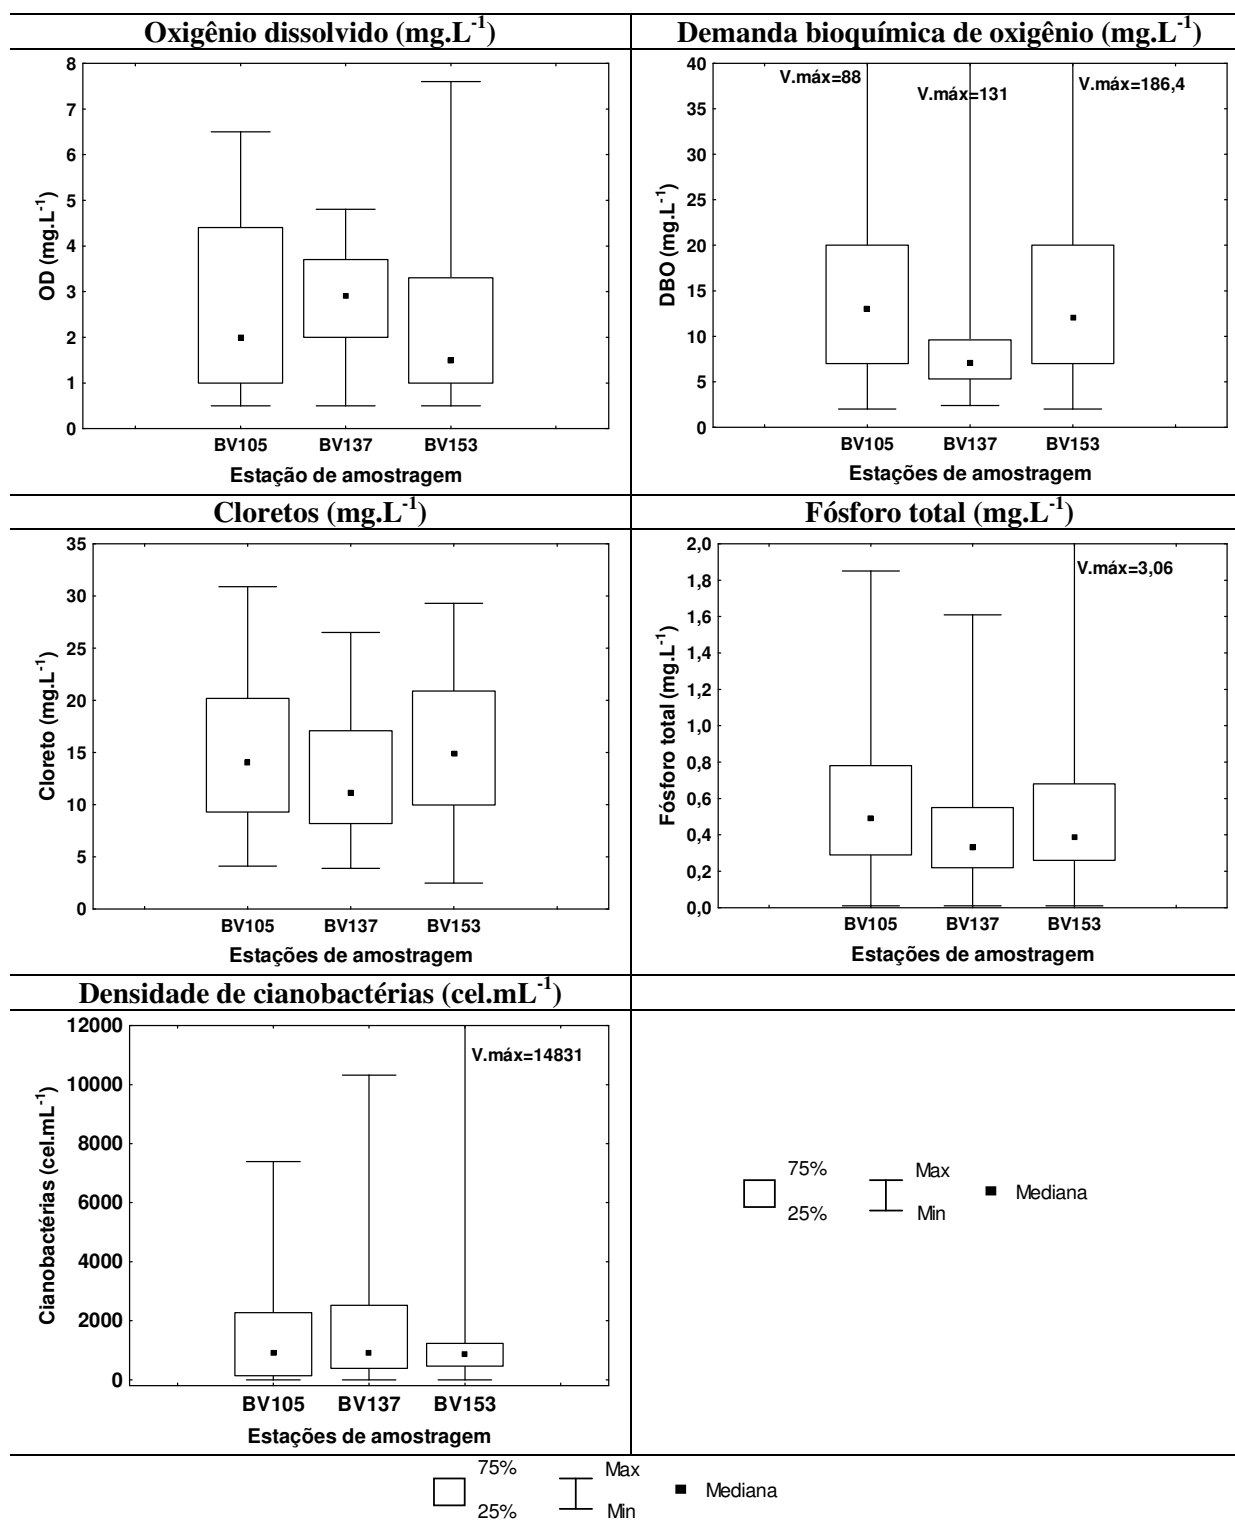 Oxigênio dissolvido (mg.L-1)
Demanda bioquímica de oxigênio (mg.L-1)
8
7
6
5
4
3
2
1
0
OD (mg.L-1)
BV105 BV137 BV153
Estação de amostragem
40
35
30
25
20
15
10
5
0
DBO (mg.L-1)
V.máx=88
V.máx=131
V.máx=186,4
BV105 BV137 BV153
Estações de amostragem
Cloretos (mg.L-1)
Fósforo total (mg.L-1)
35
30
25
20
15
10
5
0
Cloreto (mg.L-1)
BV105 BV137 BV153
Estações de amostragem
2,0
1,8
1,6
1,4
1,2
1,0
0,8
0,6
0,4
0,2
0,0
Fósforo total (mg.L-1)
V.máx=3,06
BV105 BV137 BV153
Estações de amostragem
Densidade de cianobactérias (cel.mL-1)
12000
10000
8000
6000
4000
2000
0
Cianobactérias (cel.mL-1)
V.máx=14831
BV105 BV137 BV153
Estações de amostragem
75%
25%
Max
Min
Mediana
75%
25%
Max
Min
Mediana